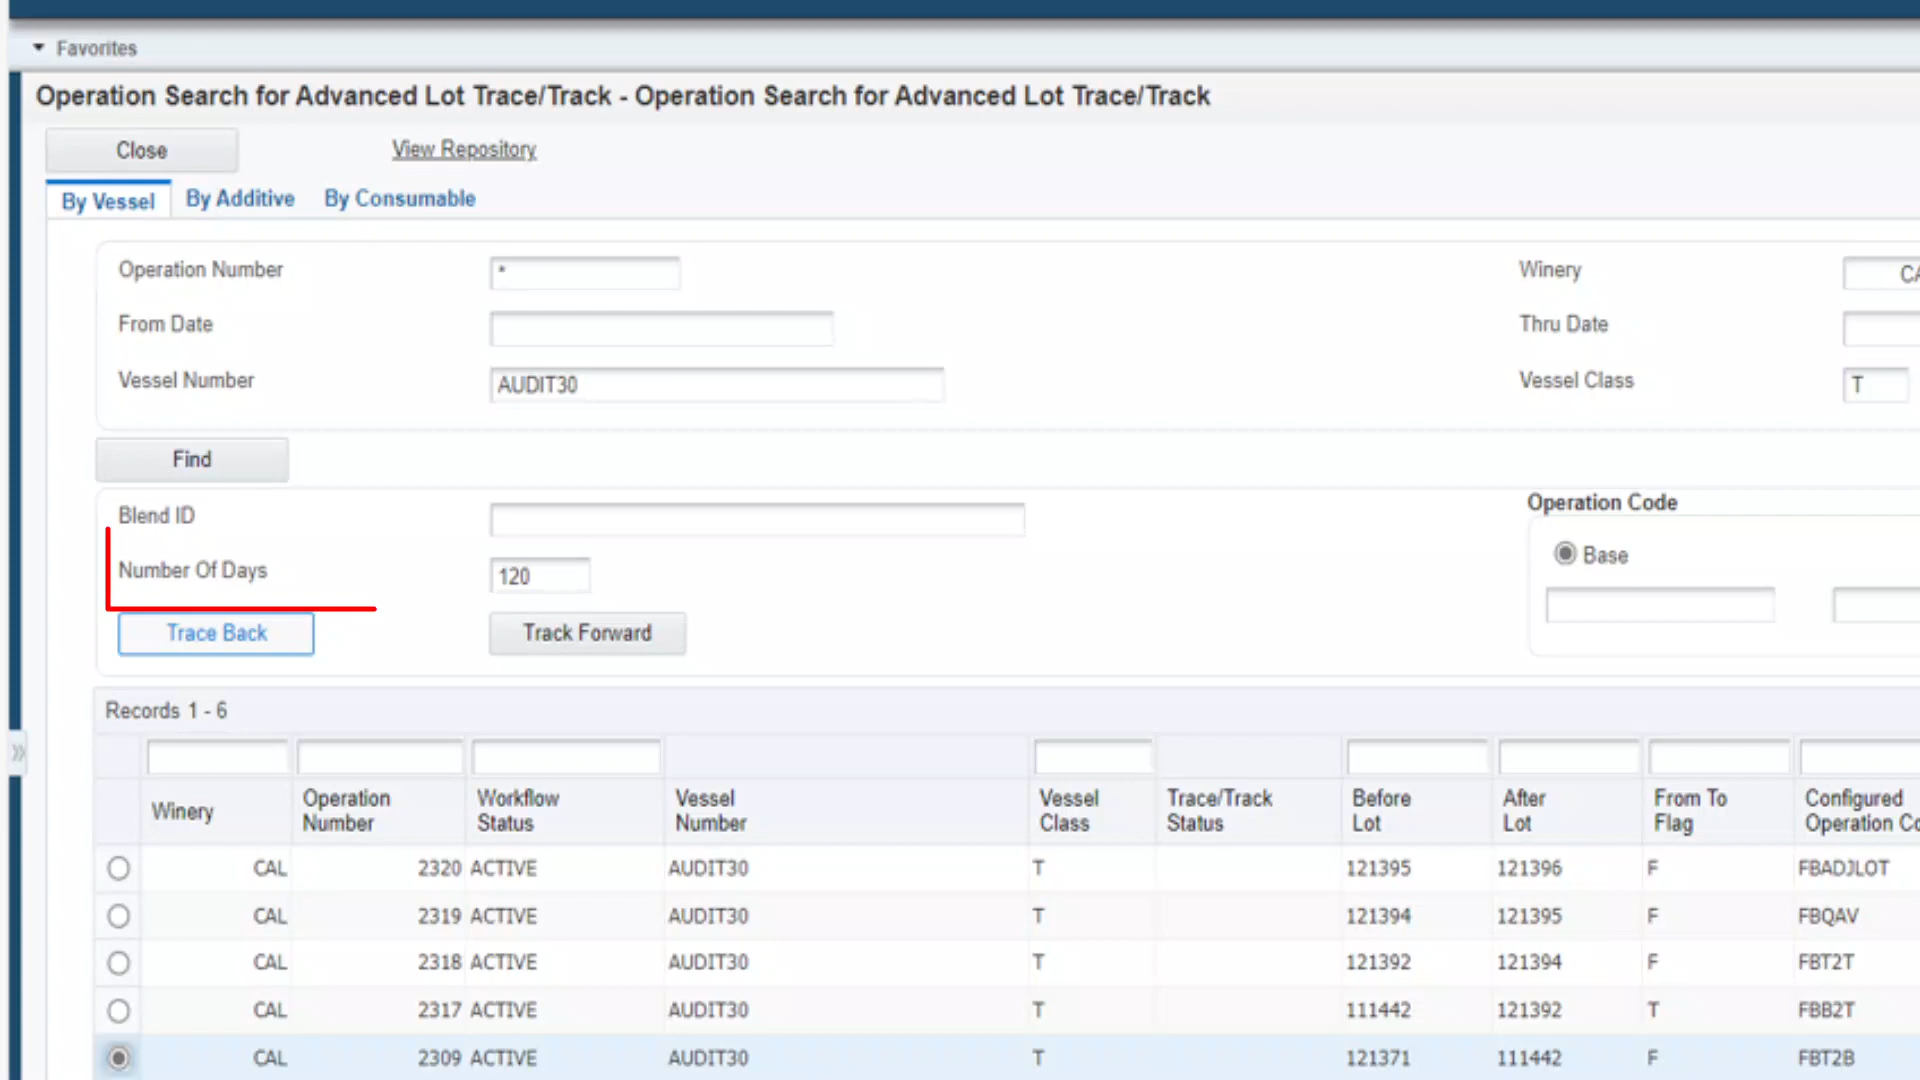 Favorites
Operation Search for Advanced Lot Trace/Track - Operation Search for Advanced Lot Trace/Track
Close View Repository
By Vessel By Additive By Consumable
Operation Number * Winery CA
From Date Thru Date
Vessel Number AUDIT30 Vessel Class T
Find
Blend ID Operation Code
Number Of Days 120 Base
Trace Back Track Forward
Records 1 - 6
Winery Operation Number Workflow Status Vessel Number Vessel Class Trace/Track Status Before Lot After Lot From To Flag Configured Operation Co
CAL 2320 ACTIVE AUDIT30 T 121395 121396 F FBADJLOT
CAL 2319 ACTIVE AUDIT30 T 121394 121395 F FBQAV
CAL 2318 ACTIVE AUDIT30 T 121392 121394 F FBT2T
CAL 2317 ACTIVE AUDIT30 T 111442 121392 T FBB2T
CAL 2309 ACTIVE AUDIT30 T 121371 111442 F FBT2B